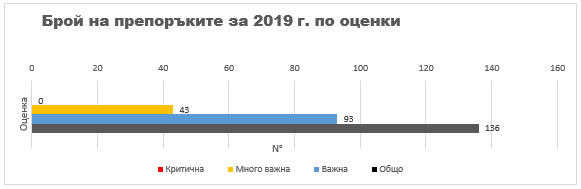 Брой на препоръките за 2019 г. по оценки
0 20 40 60 80 100 120 140 160
Оценка
0
43
93
136
N°
Критична Много важна Важна Общо